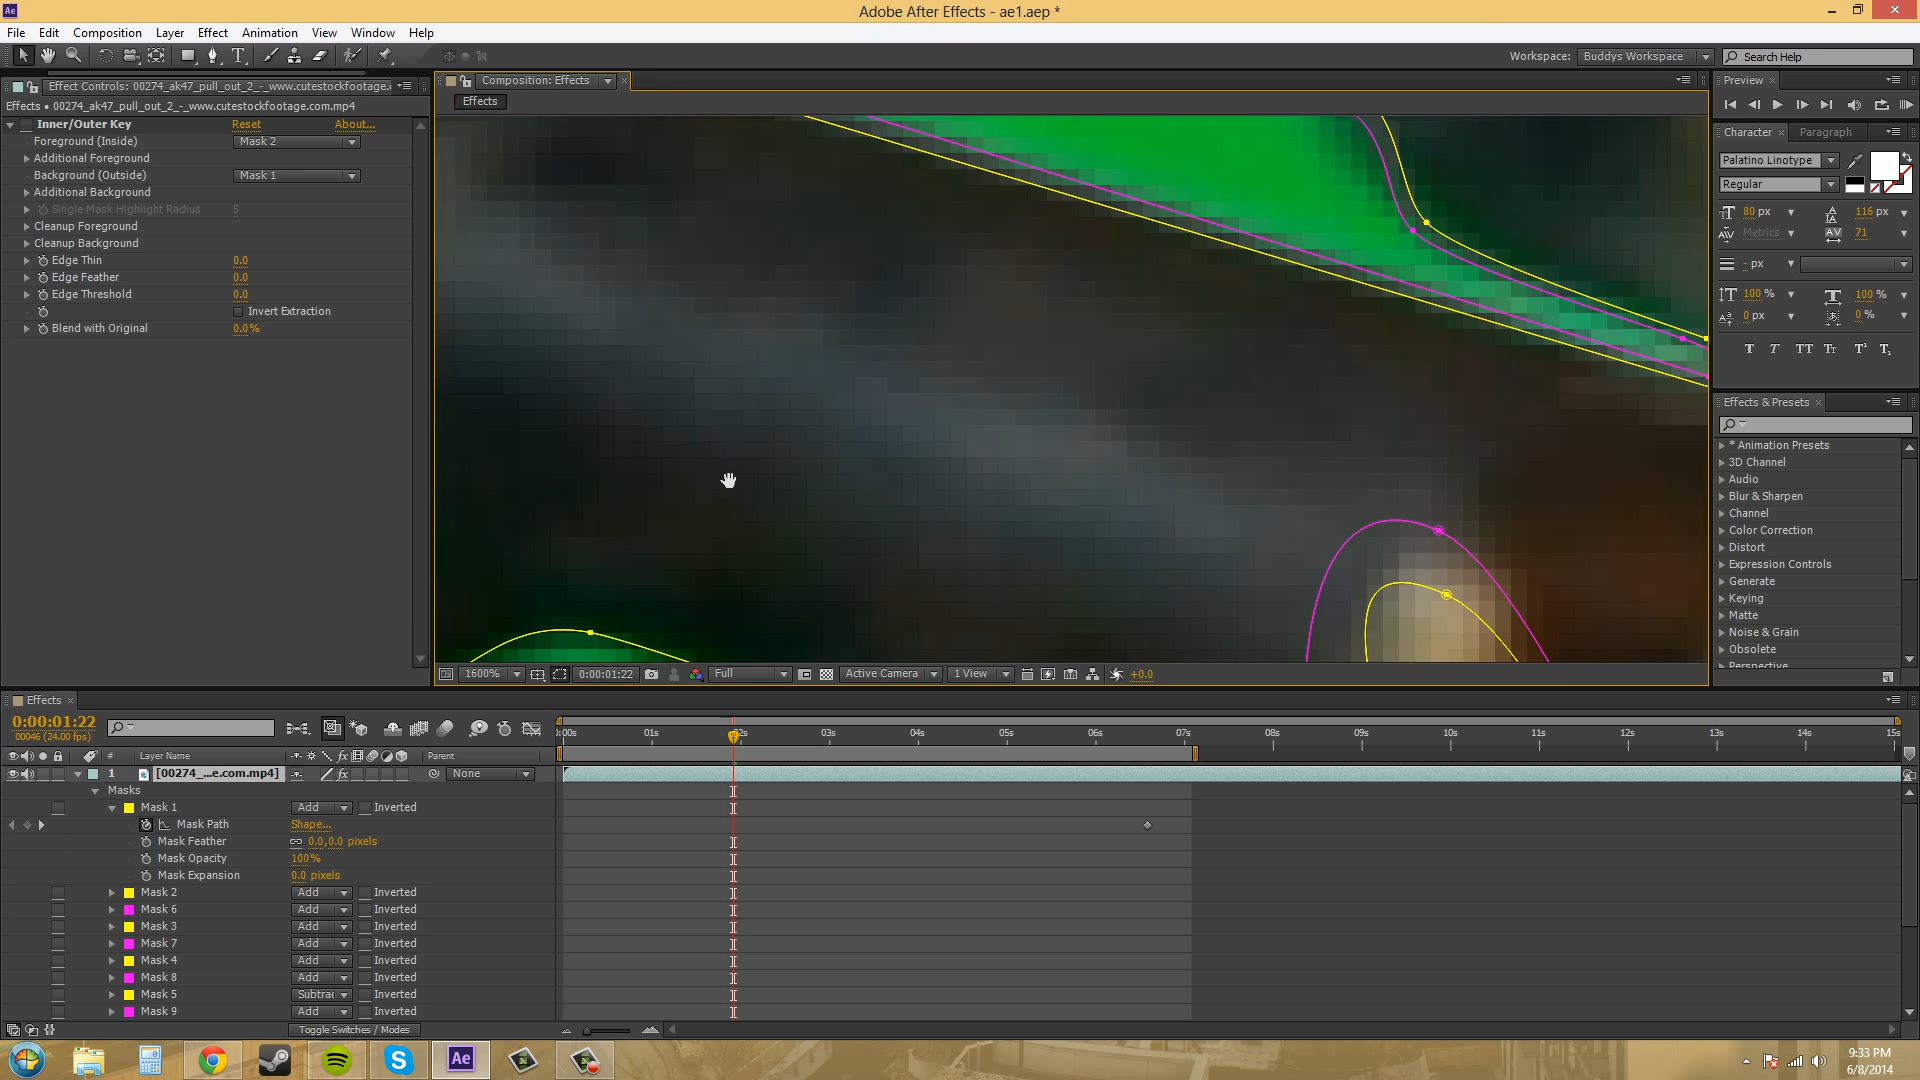 Ae
Adobe After Effects - ae1.aep *
File Edit Composition Layer Effect Animation View Window Help
Workspace: Buddys Workspace
Search Help
Effect Controls: 00274_ak47_pull_out_2_-_www.cutestockfootage.
Effects • 00274_ak47_pull_out_2_-_www.cutestockfootage.com.mp4
Inner/Outer Key Reset About...
Foreground (Inside) Mask 2
Additional Foreground
Background (Outside) Mask 1
Additional Background
Single Mask Highlight Radius 5
Cleanup Foreground
Cleanup Background
Edge Thin 0.0
Edge Feather 0.0
Edge Threshold 0.0
Invert Extraction
Blend with Original 0.0%
Composition: Effects
Effects
1600% 0:00:01:22 Full Active Camera 1 View +0.0
Preview
Character Paragraph
Palatino Linotype
Regular
80 px 116 px
Metrics 71
- px
100 % 100 %
0 px 0 %
T T TT Tt T¹ T₁
Effects & Presets
* Animation Presets
3D Channel
Audio
Blur & Sharpen
Channel
Color Correction
Distort
Expression Controls
Generate
Keying
Matte
Noise & Grain
Obsolete
Perspective
Effects
0:00:01:22
00046 (24.00 fps)
# Layer Name Parent
):00s 01s 02s 03s 04s 05s 06s 07s 08s 09s 10s 11s 12s 13s 14s 15s
1 [00274_...e.com.mp4] None
Masks
Mask 1 Add Inverted
Mask Path Shape...
Mask Feather 0.0,0.0 pixels
Mask Opacity 100%
Mask Expansion 0.0 pixels
Mask 2 Add Inverted
Mask 6 Add Inverted
Mask 3 Add Inverted
Mask 7 Add Inverted
Mask 4 Add Inverted
Mask 8 Add Inverted
Mask 5 Subtrac Inverted
Mask 9 Add Inverted
Toggle Switches / Modes
Ae
9:33 PM
6/8/2014